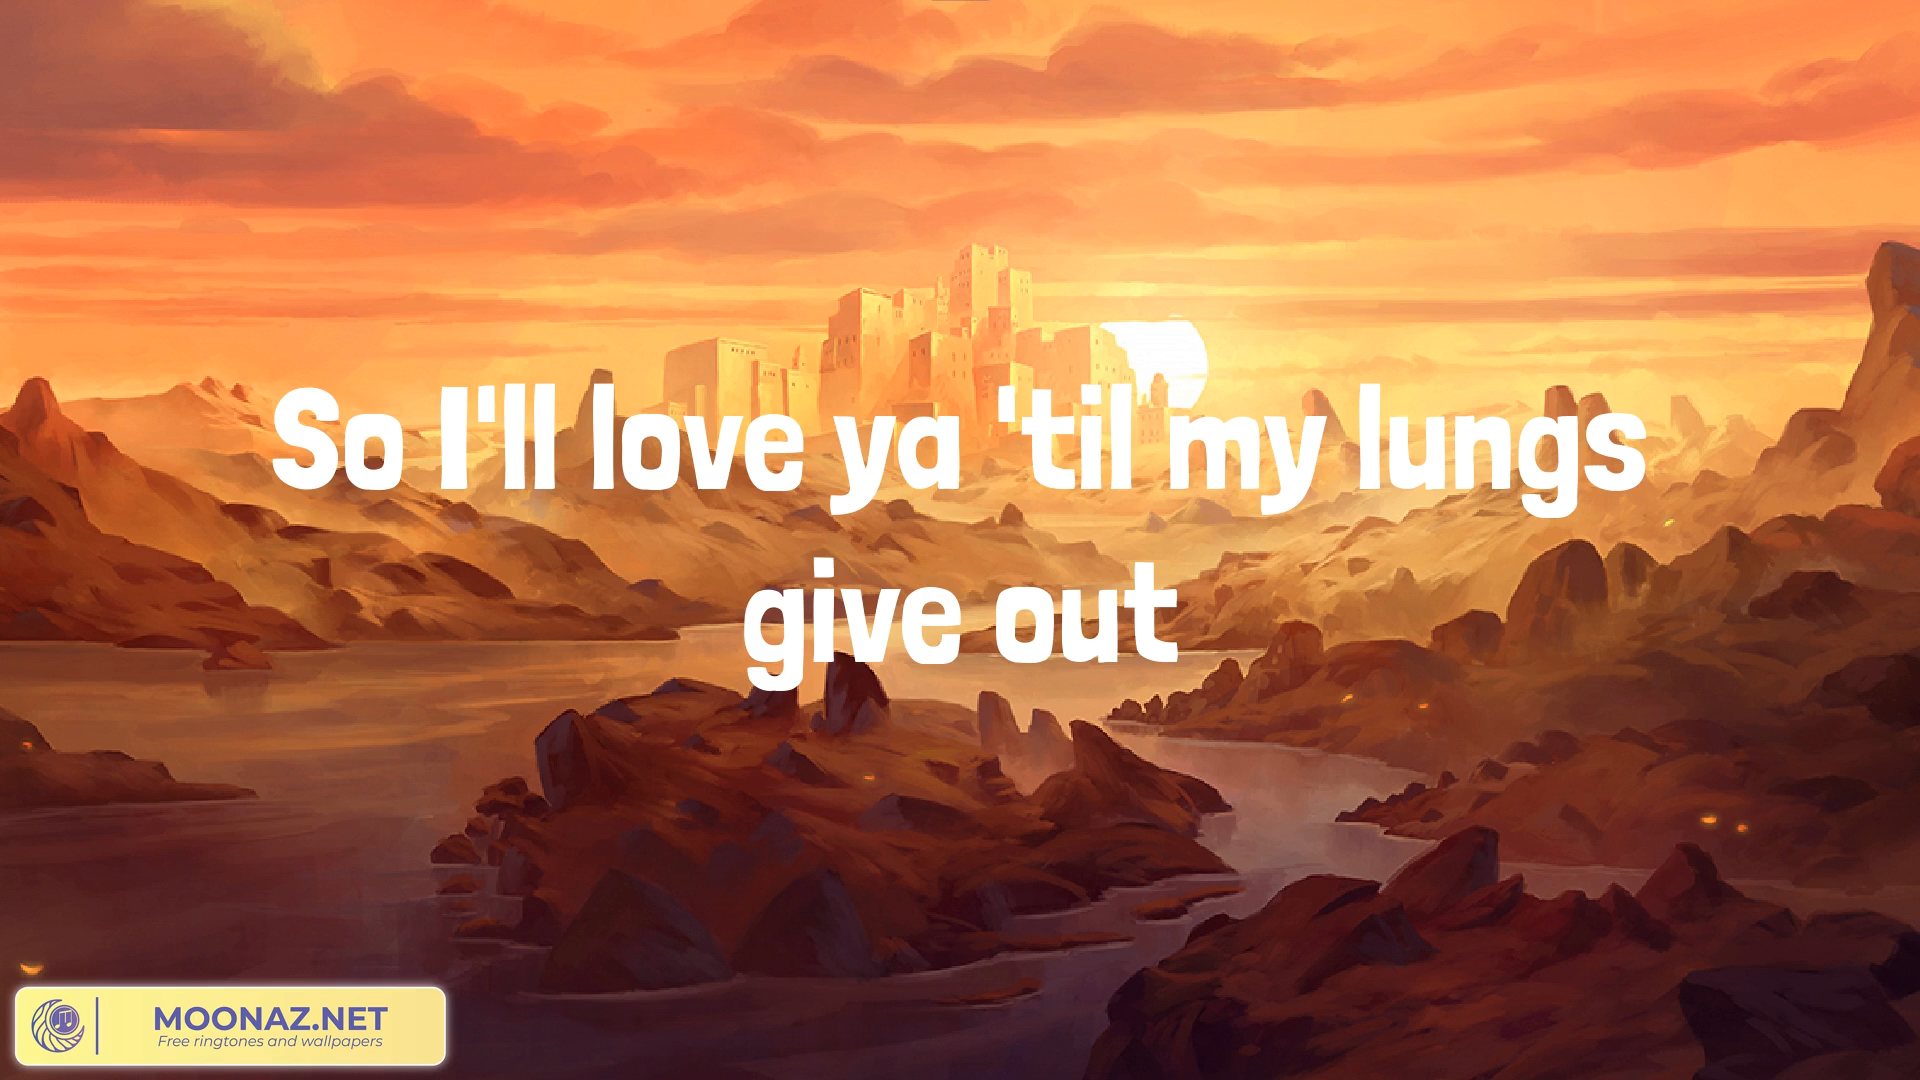 So I'll love ya 'til my lungs
give out
MOONAZ.NET
Free ringtones and wallpapers